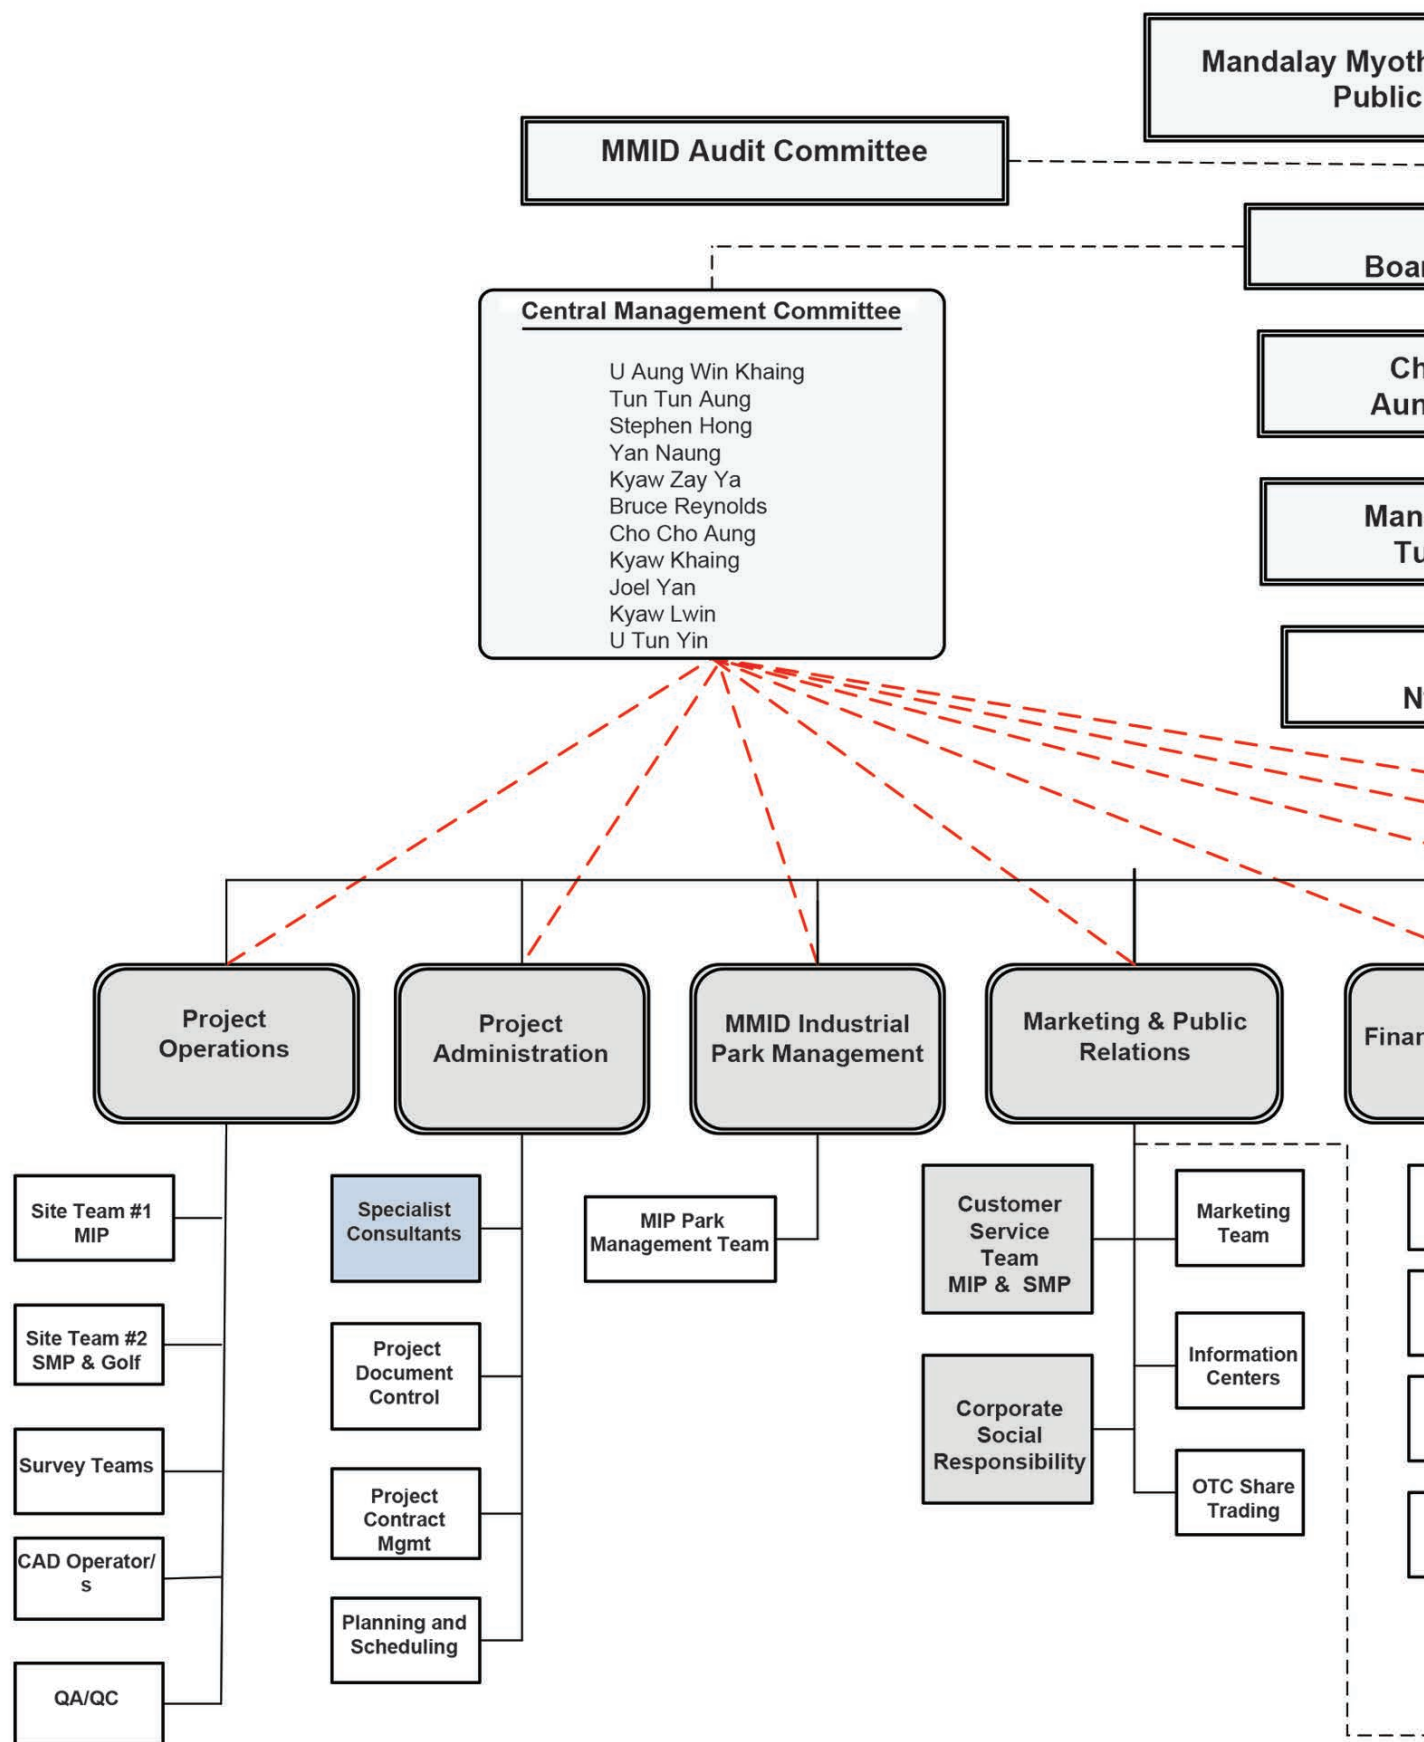 Mandalay Myoth
Public
MMID Audit Committee
Boar
Central Management Committee
U Aung Win Khaing
Tun Tun Aung
Stephen Hong
Yan Naung
Kyaw Zay Ya
Bruce Reynolds
Cho Cho Aung
Kyaw Khaing
Joel Yan
Kyaw Lwin
U Tun Yin
Ch
Aun
Man
Tu
N
Project
Operations
Project
Administration
MMID Industrial
Park Management
Marketing & Public
Relations
Finan
Site Team #1
MIP
Site Team #2
SMP & Golf
Survey Teams
CAD Operator/
s
QA/QC
Specialist
Consultants
Project
Document
Control
Project
Contract
Mgmt
Planning and
Scheduling
MIP Park
Management Team
Customer
Service
Team
MIP & SMP
Corporate
Social
Responsibility
Marketing
Team
Information
Centers
OTC Share
Trading